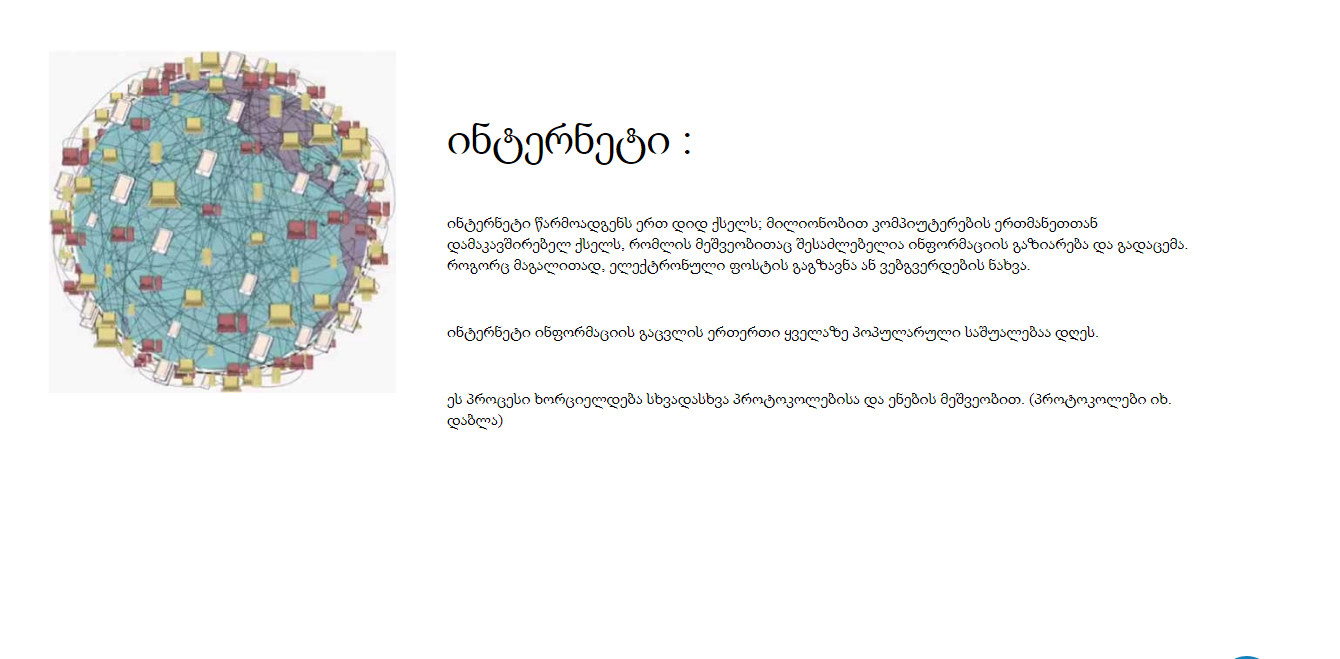 ინტერნეტი :
ინტერნეტი წარმოადგენს ერთ დიდ ქსელს; მილიონობით კომპიუტერების ერთმანეთთან
დამაკავშირებელ ქსელს, რომლის მეშვეობითაც შესაძლებელია ინფორმაციის გაზიარება და გადაცემა.
როგორც მაგალითად, ელექტრონული ფოსტის გაგზავნა ან ვებგვერდების ნახვა.
ინტერნეტი ინფორმაციის გაცვლის ერთერთი ყველაზე პოპულარული საშუალებაა დღეს.
ეს პროცესი ხორციელდება სხვადასხვა პროტოკოლებისა და ენების მეშვეობით. (პროტოკოლები იხ.
დაბლა)